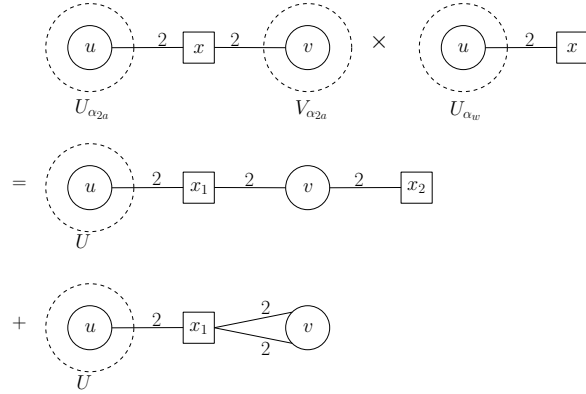 u 2 x 2 v × u 2 x
U_{α_{2a}} V_{α_{2a}} U_{α_w}
= u 2 x_1 2 v 2 x_2
U
+ u 2 x_1 2 2 v
U